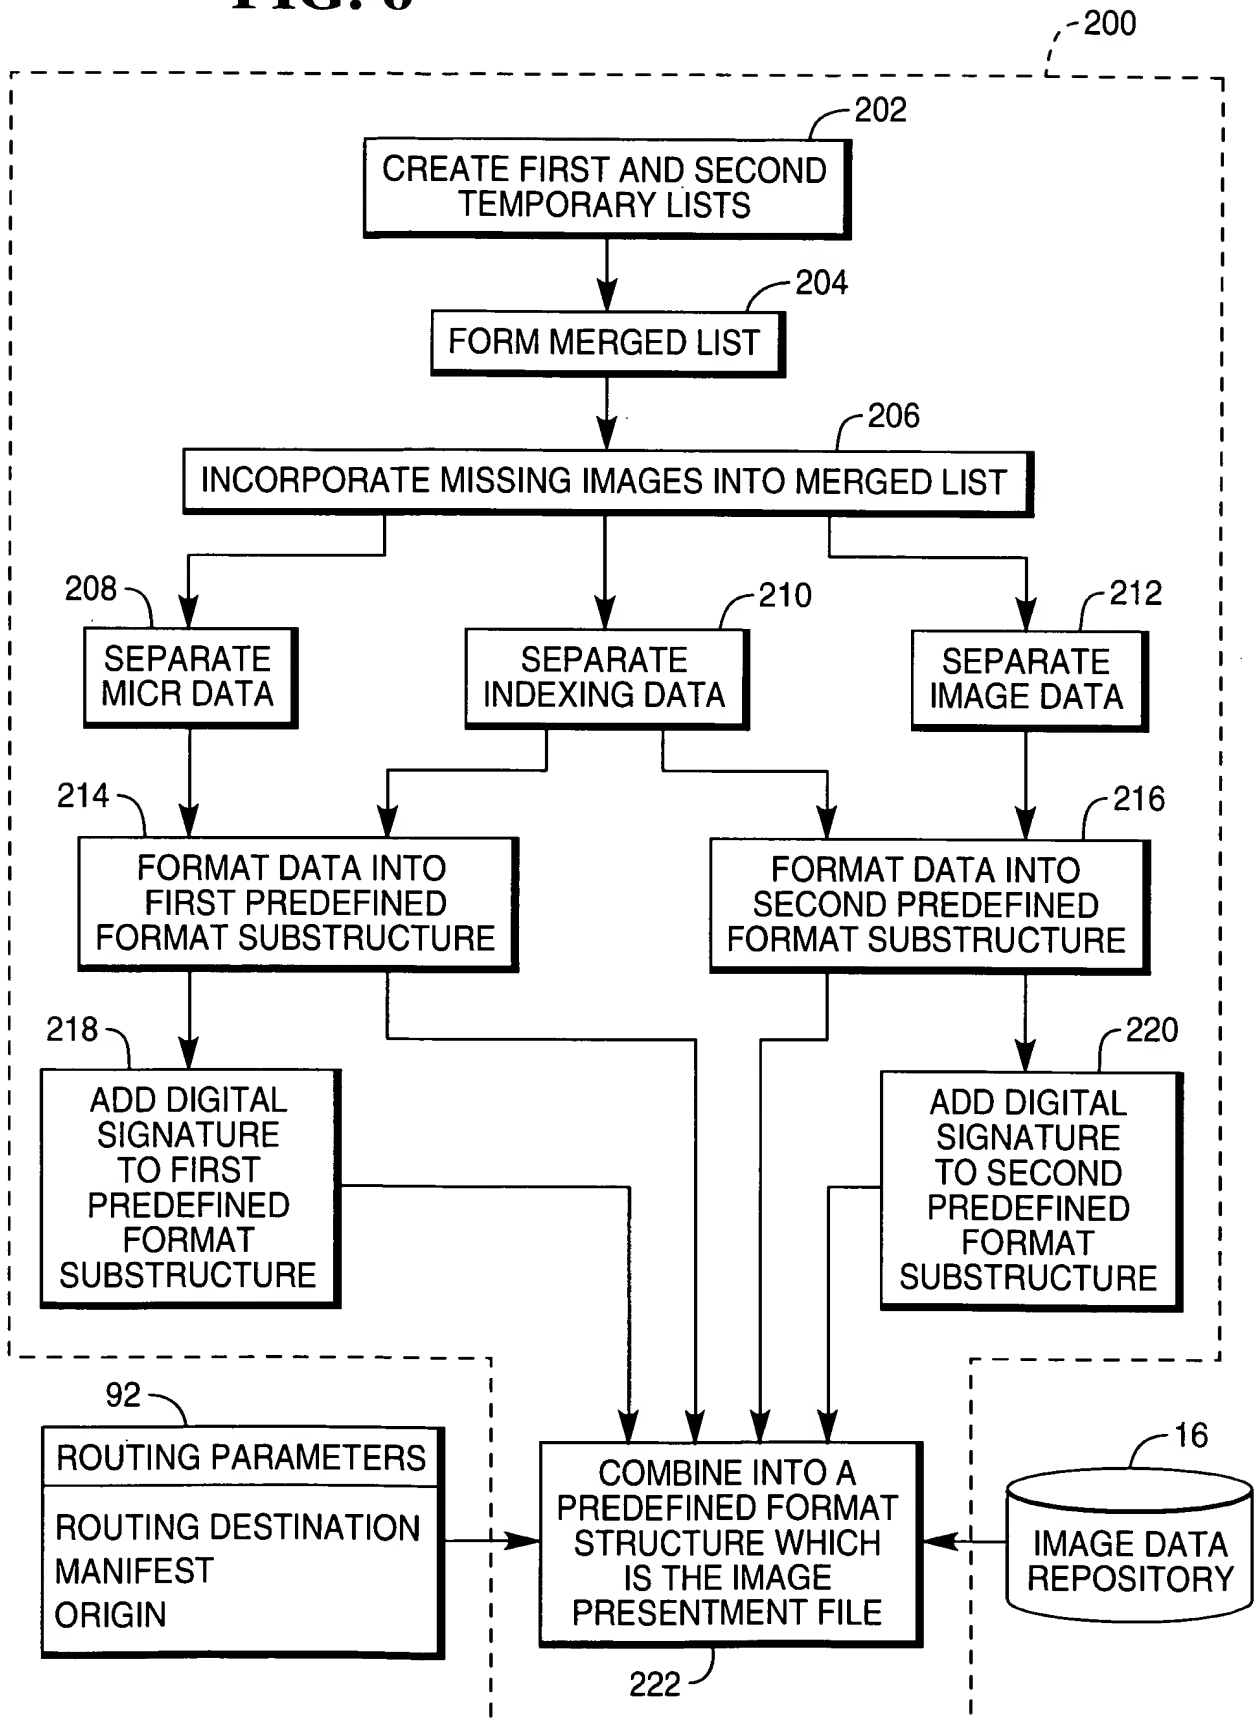 200
202
CREATE FIRST AND SECOND
TEMPORARY LISTS
204
FORM MERGED LIST
206
INCORPORATE MISSING IMAGES INTO MERGED LIST
208
SEPARATE
MICR DATA
210
SEPARATE
INDEXING DATA
212
SEPARATE
IMAGE DATA
214
FORMAT DATA INTO
FIRST PREDEFINED
FORMAT SUBSTRUCTURE
216
FORMAT DATA INTO
SECOND PREDEFINED
FORMAT SUBSTRUCTURE
218
ADD DIGITAL
SIGNATURE
TO FIRST
PREDEFINED
FORMAT
SUBSTRUCTURE
220
ADD DIGITAL
SIGNATURE
TO SECOND
PREDEFINED
FORMAT
SUBSTRUCTURE
92
ROUTING PARAMETERS
ROUTING DESTINATION
MANIFEST
ORIGIN
COMBINE INTO A
PREDEFINED FORMAT
STRUCTURE WHICH
IS THE IMAGE
PRESENTMENT FILE
222
16
IMAGE DATA
REPOSITORY